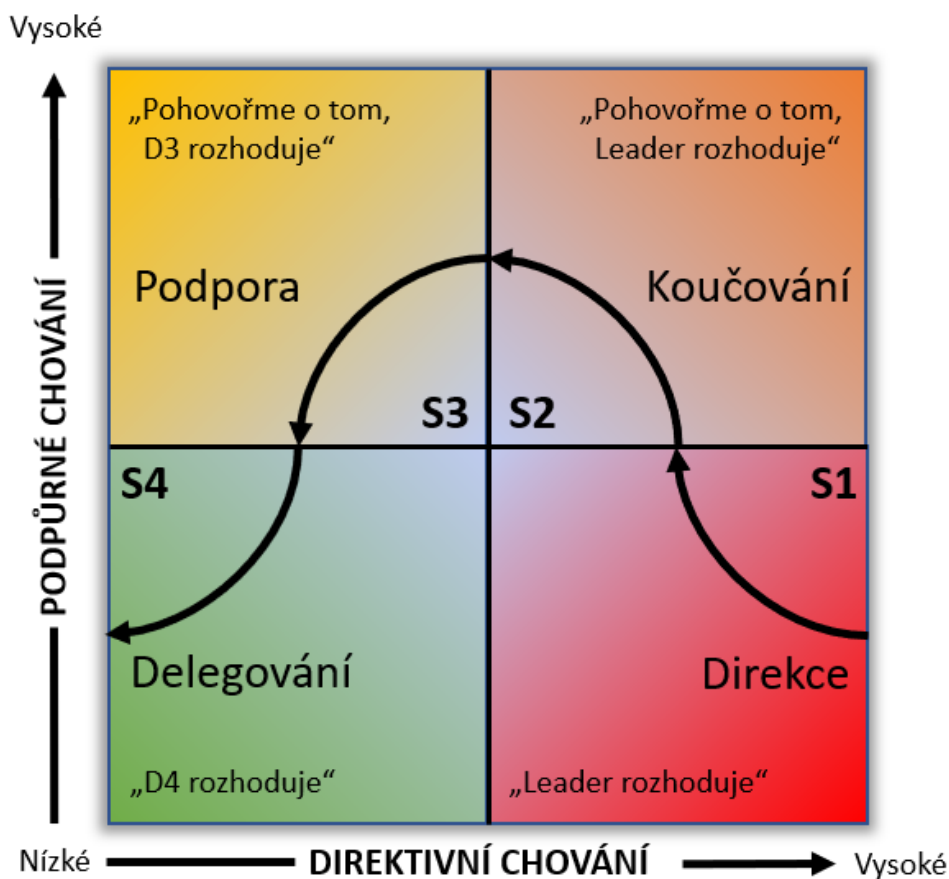 Vysoké
„Pohovořme o tom,
D3 rozhoduje“
„Pohovořme o tom,
Leader rozhoduje“
Podpora
Koučování
S3
S2
S4
S1
PODPŮRNÉ CHOVÁNÍ
Delegování
Direkce
„D4 rozhoduje“
„Leader rozhoduje“
Nízké
DIREKTIVNÍ CHOVÁNÍ
Vysoké